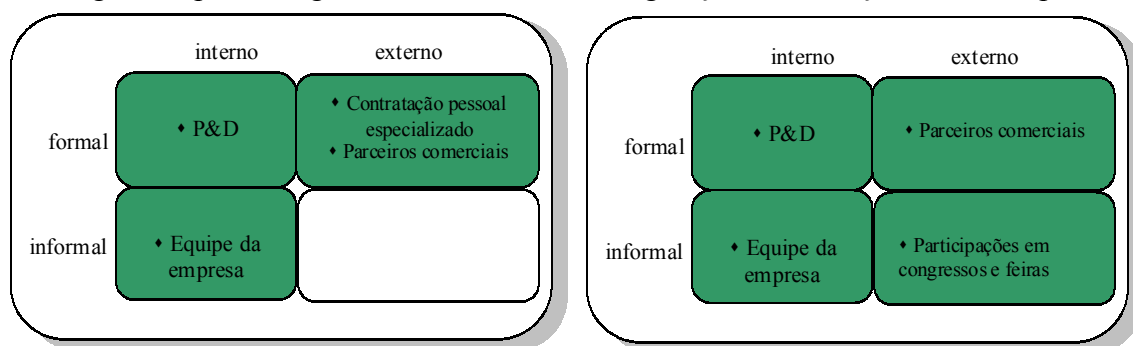 interno externo
formal
♦ P&D
♦ Contratação pessoal
especializado
♦ Parceiros comerciais
informal
♦ Equipe da
empresa
interno externo
formal
♦ P&D
♦ Parceiros comerciais
informal
♦ Equipe da
empresa
♦ Participações em
congressos e feiras